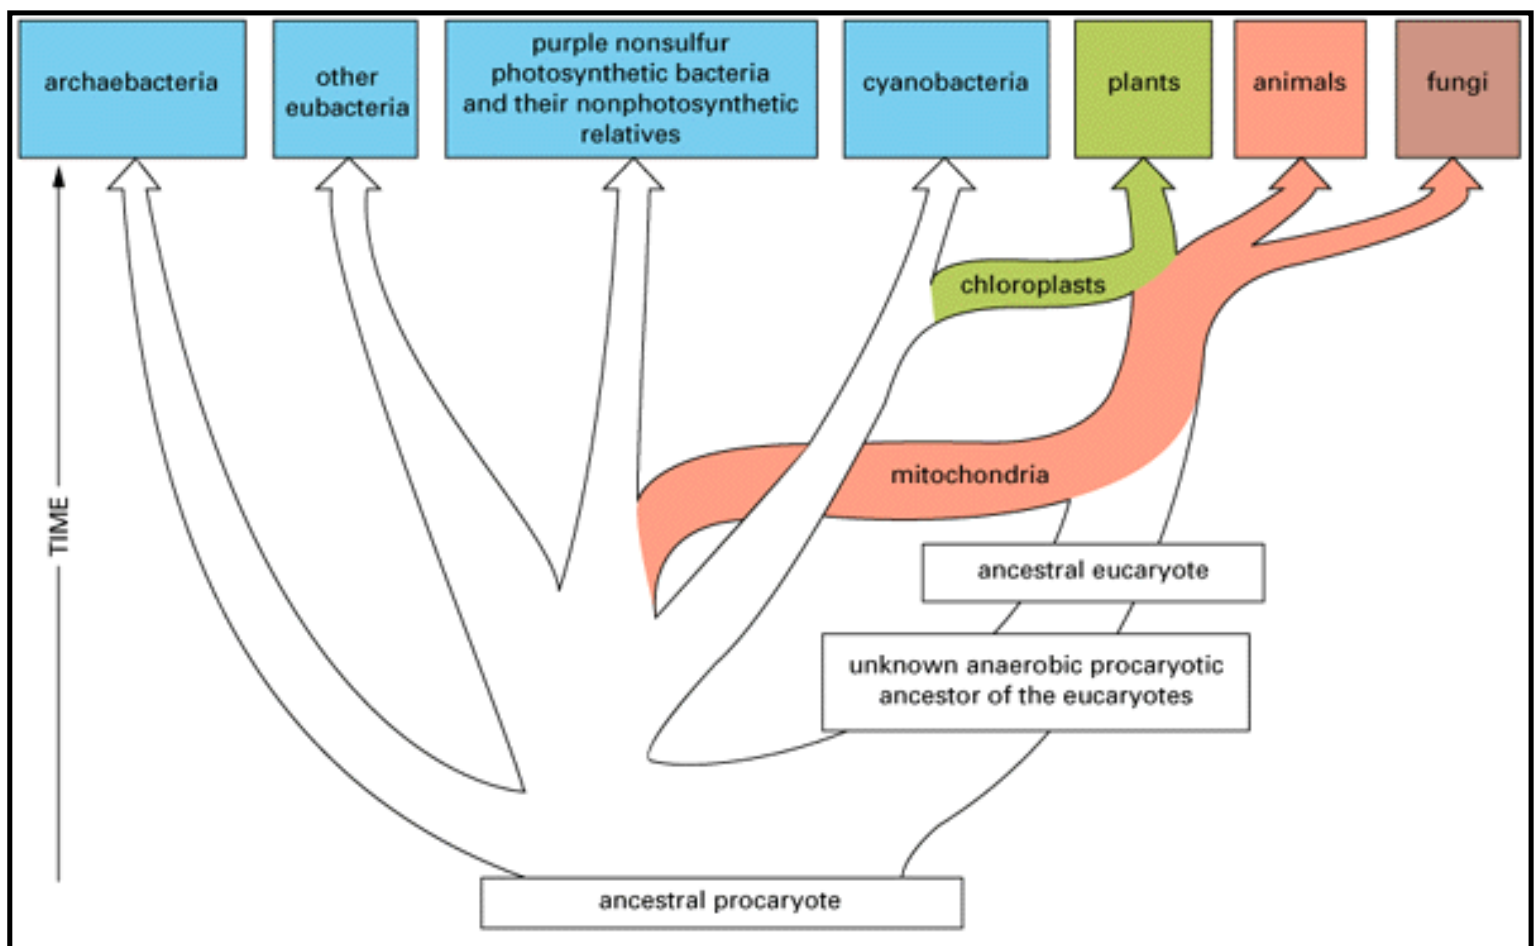 archaebacteria
other
eubacteria
purple nonsulfur
photosynthetic bacteria
and their nonphotosynthetic
relatives
cyanobacteria
plants
animals
fungi
chloroplasts
mitochondria
TIME
ancestral eucaryote
unknown anaerobic procaryotic
ancestor of the eucaryotes
ancestral procaryote